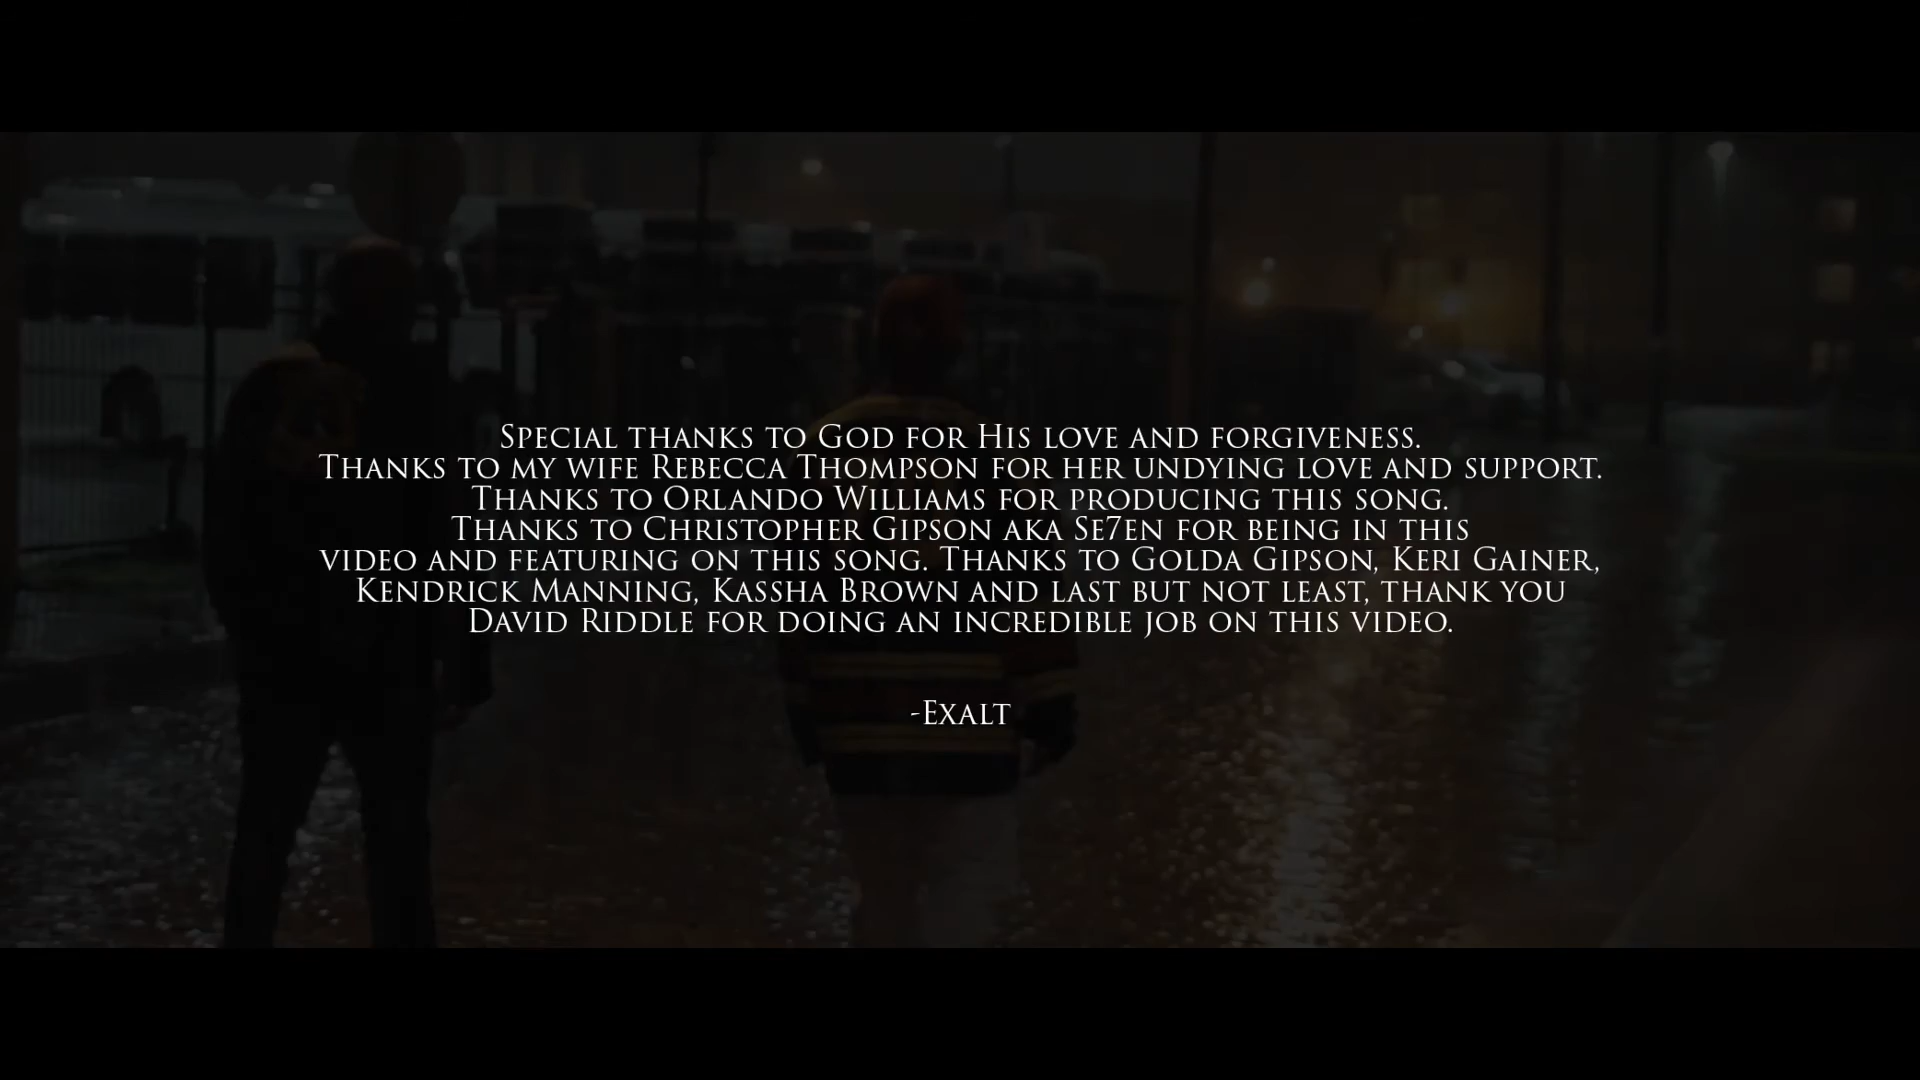 Special thanks to God for His love and forgiveness.
Thanks to my wife Rebecca Thompson for her undying love and support.
Thanks to Orlando Williams for producing this song.
Thanks to Christopher Gipson aka Se7en for being in this
video and featuring on this song. Thanks to Golda Gipson, Keri Gainer,
Kendrick Manning, Kassha Brown and last but not least, thank you
David Riddle for doing an incredible job on this video.
-Exalt